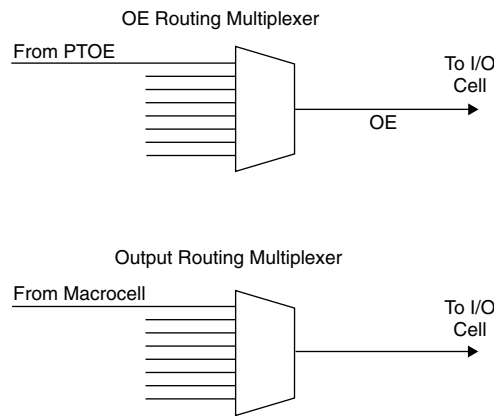 OE Routing Multiplexer
From PTOE
To I/O
Cell
OE
Output Routing Multiplexer
From Macrocell
To I/O
Cell